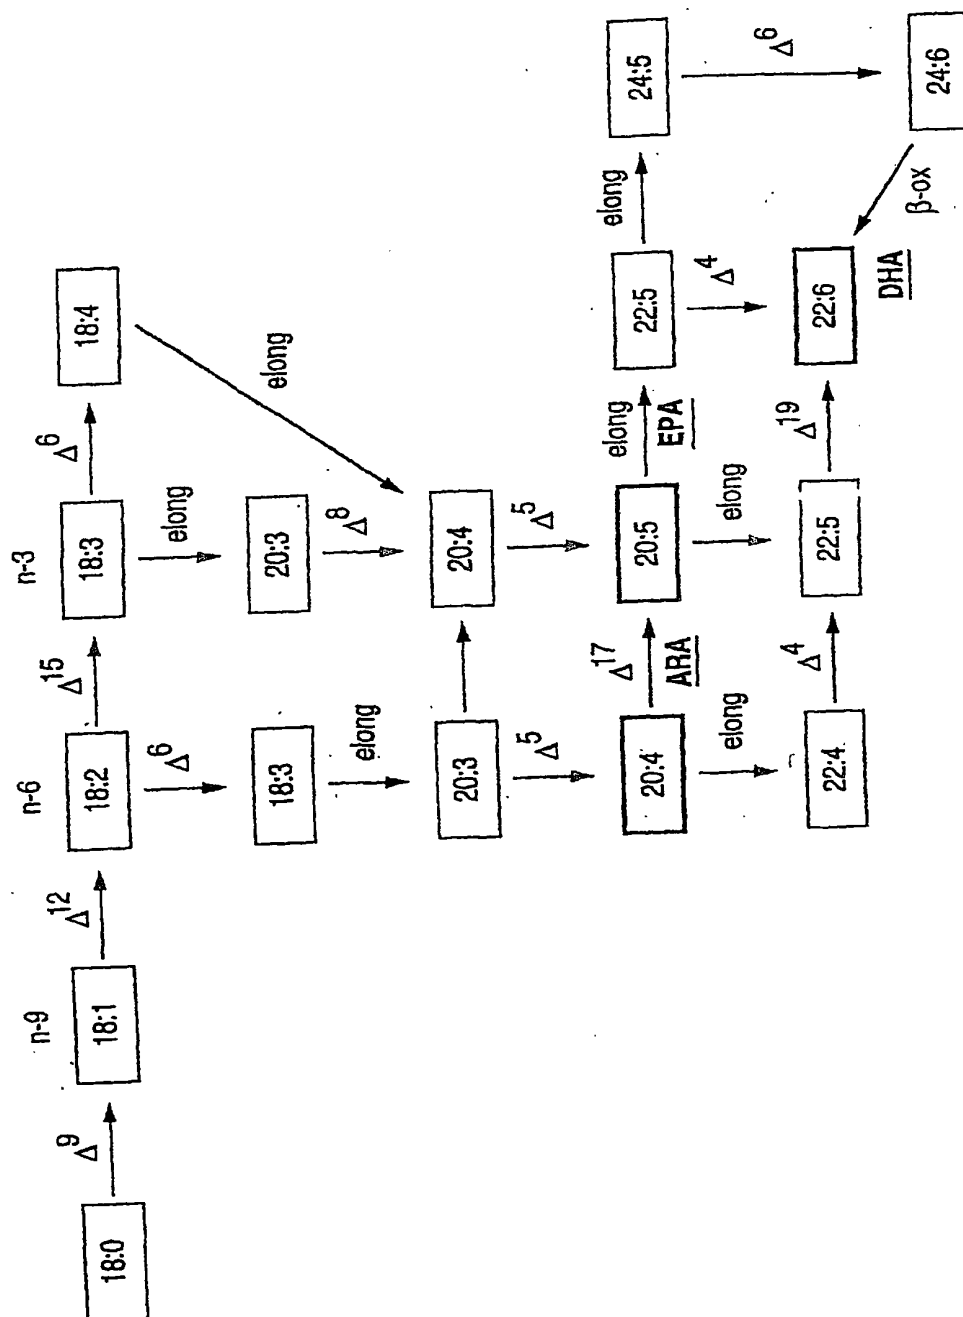 n-9 n-6 n-3
Δ9 Δ12 Δ15 Δ6
18:0 18:1 18:2 18:3 18:4
Δ6 elong
18:3 20:3 elong
elong Δ8
20:3 20:4
Δ5 Δ5
Δ17 elong elong
20:4 20:5 22:5 24:5
ARA EPA
elong elong Δ4 Δ6
Δ4 Δ19
22:4 22:5 22:6 24:6
DHA β-ox